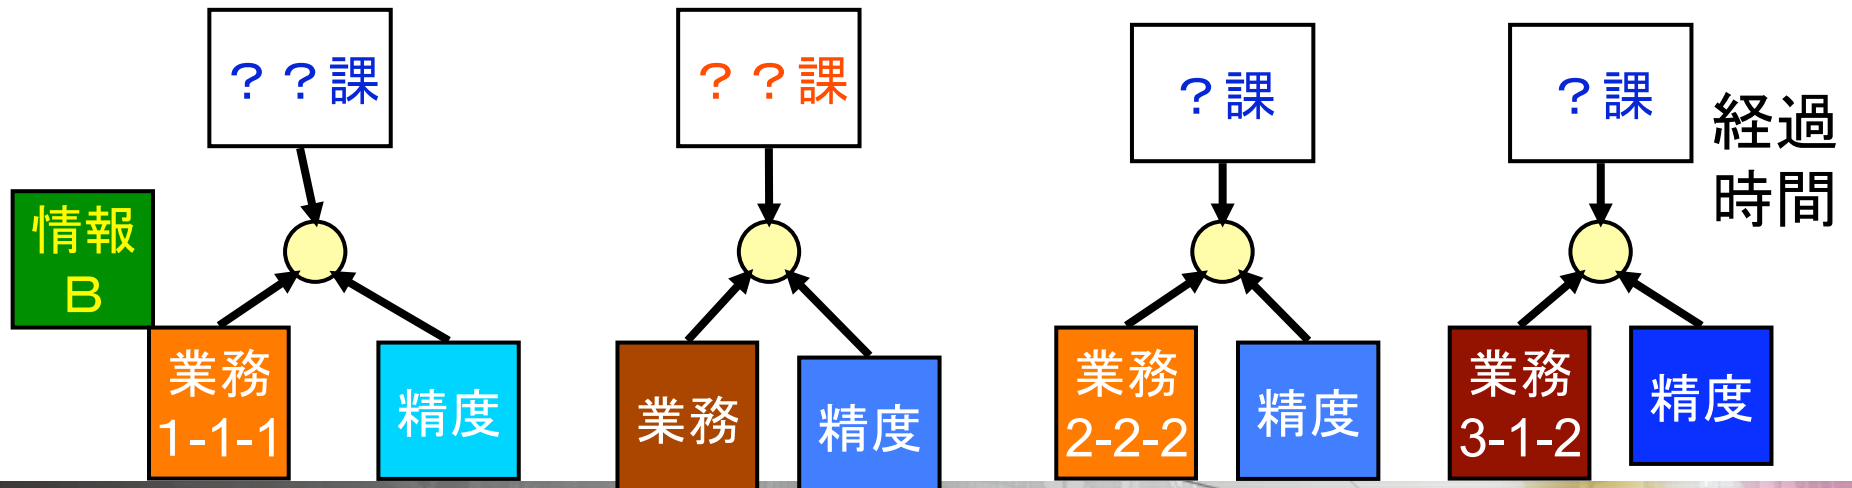 ？？課
？？課
？課
？課
経過
時間
情報
Ｂ
業務
1-1-1
精度
業務
精度
業務
2-2-2
精度
業務
3-1-2
精度